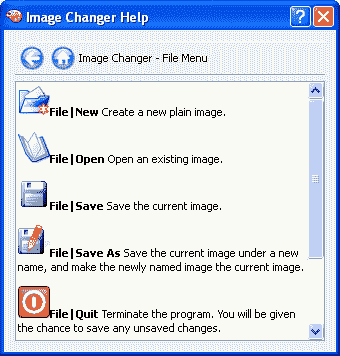 Image Changer Help
Image Changer - File Menu
File|New Create a new plain image.
File|Open Open an existing image.
File|Save Save the current image.
File|Save As Save the current image under a new
name, and make the newly named image the current image.
File|Quit Terminate the program. You will be given
the chance to save any unsaved changes.